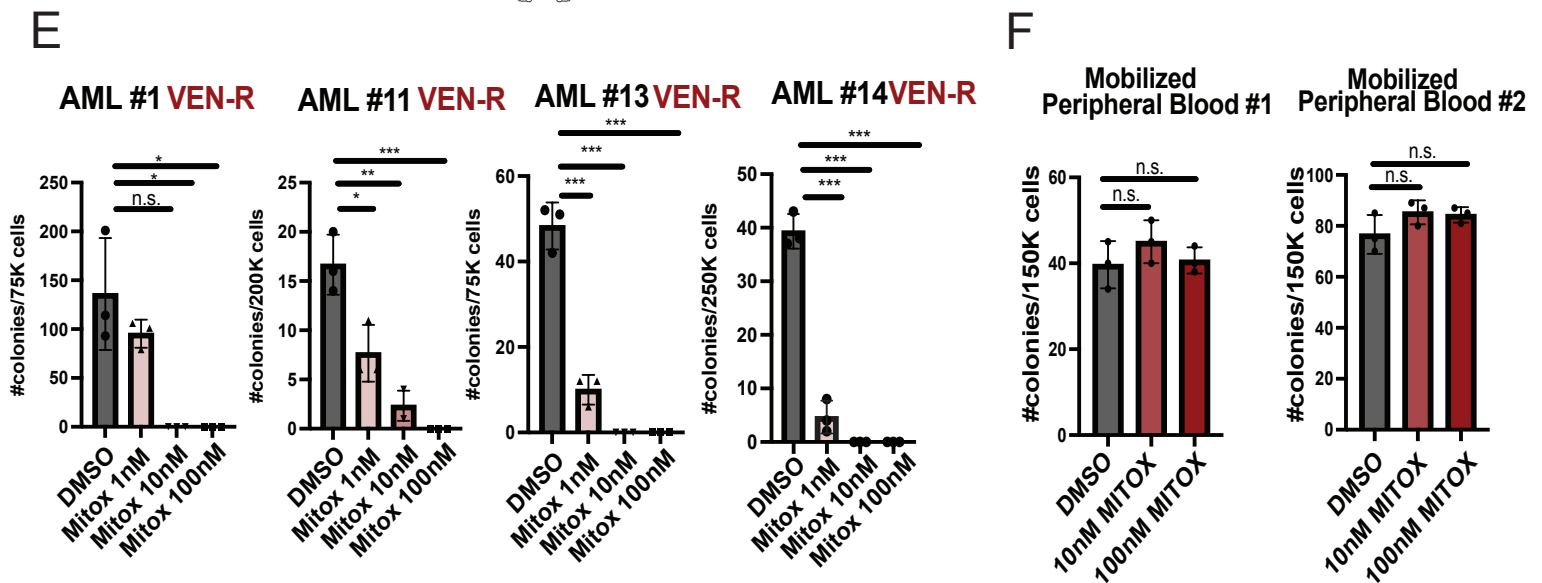 E
F
AML #1 VEN-R
AML #11 VEN-R
AML #13 VEN-R
AML #14 VEN-R
Mobilized
Peripheral Blood #1
Mobilized
Peripheral Blood #2
*
*
n.s.
#colonies/75K cells
250
200
150
100
50
0
DMSO
Mitox 1nM
Mitox 10nM
Mitox 100nM
***
**
*
#colonies/200K cells
25
20
15
10
5
0
DMSO
Mitox 1nM
Mitox 10nM
Mitox 100nM
***
***
***
#colonies/75K cells
60
40
20
0
DMSO
Mitox 1nM
Mitox 10nM
Mitox 100nM
***
***
***
#colonies/250K cells
50
40
30
20
10
0
DMSO
Mitox 1nM
Mitox 10nM
Mitox 100nM
n.s.
n.s.
#colonies/150K cells
60
40
20
0
DMSO
10nM MITOX
100nM MITOX
n.s.
n.s.
#colonies/150K cells
100
80
60
40
20
0
DMSO
10nM MITOX
100nM MITOX